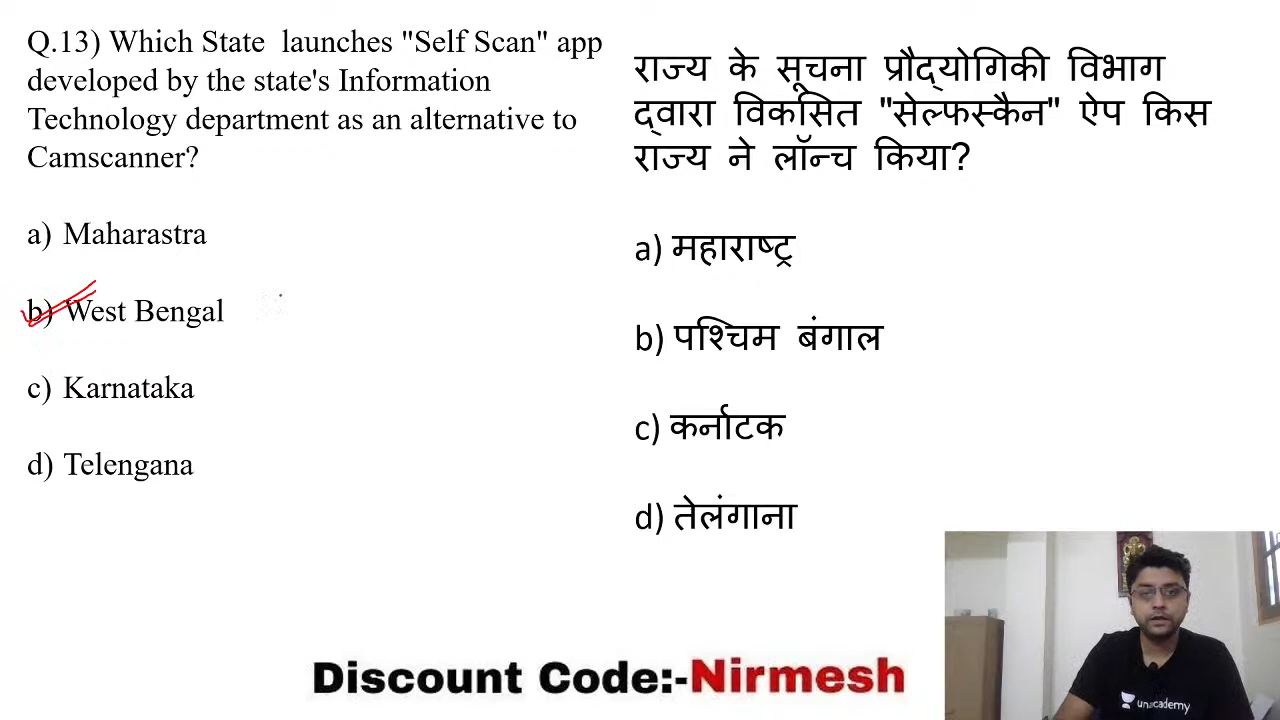 Q.13) Which State launches "Self Scan" app
developed by the state's Information
Technology department as an alternative to
Camscanner?
a) Maharastra
b) West Bengal
c) Karnataka
d) Telengana
राज्य के सूचना प्रौद्योगिकी विभाग
द्वारा विकसित "सेल्फस्कैन" ऐप किस
राज्य ने लॉन्च किया?
a) महाराष्ट्र
b) पश्चिम बंगाल
c) कर्नाटक
d) तेलंगाना
unacademy
Discount Code:-Nirmesh